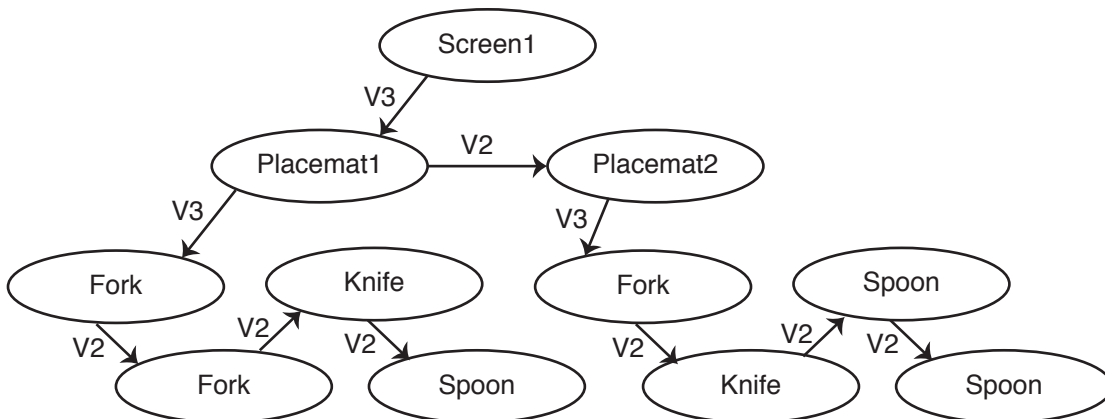 Screen1
V3
V2
Placemat1
Placemat2
V3
V3
Fork
Knife
Fork
Spoon
V2
V2
V2
V2
V2
V2
Fork
Spoon
Knife
Spoon